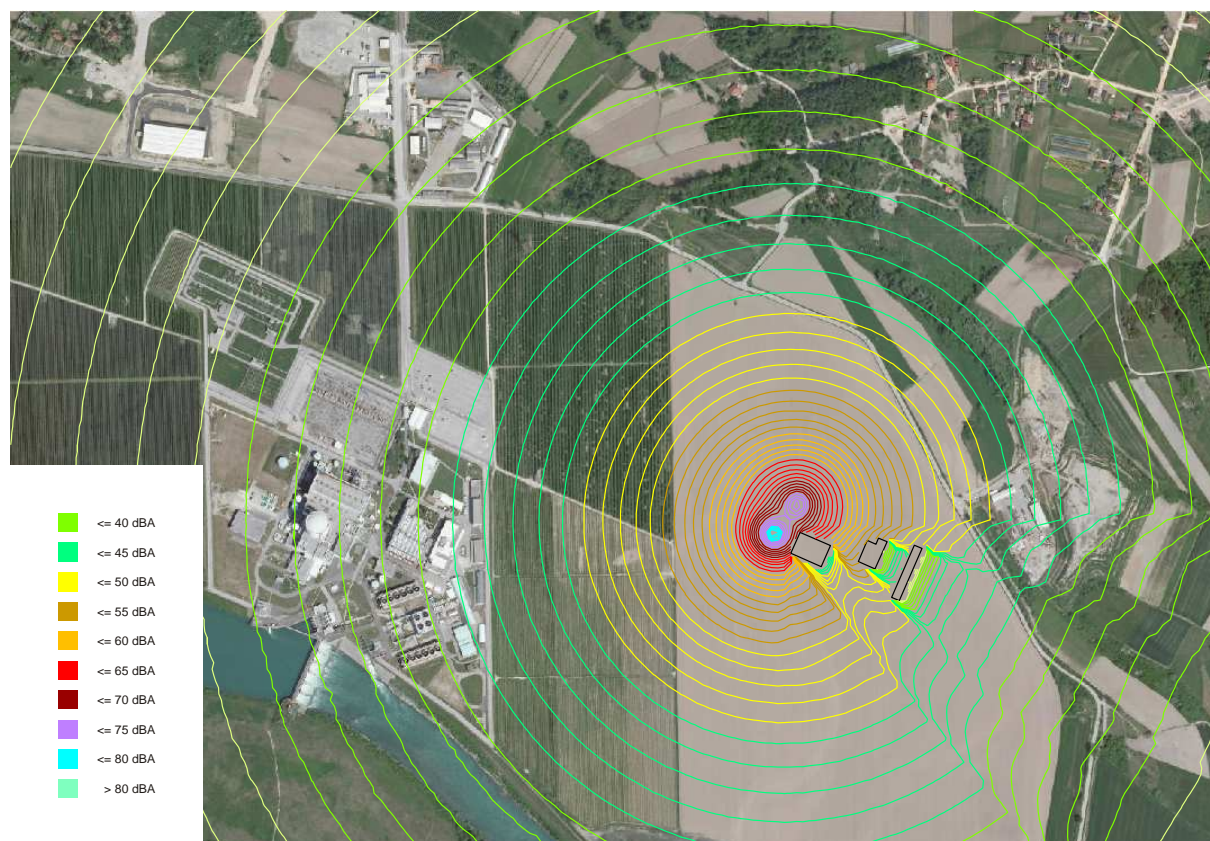 <= 40 dBA
<= 45 dBA
<= 50 dBA
<= 55 dBA
<= 60 dBA
<= 65 dBA
<= 70 dBA
<= 75 dBA
<= 80 dBA
> 80 dBA